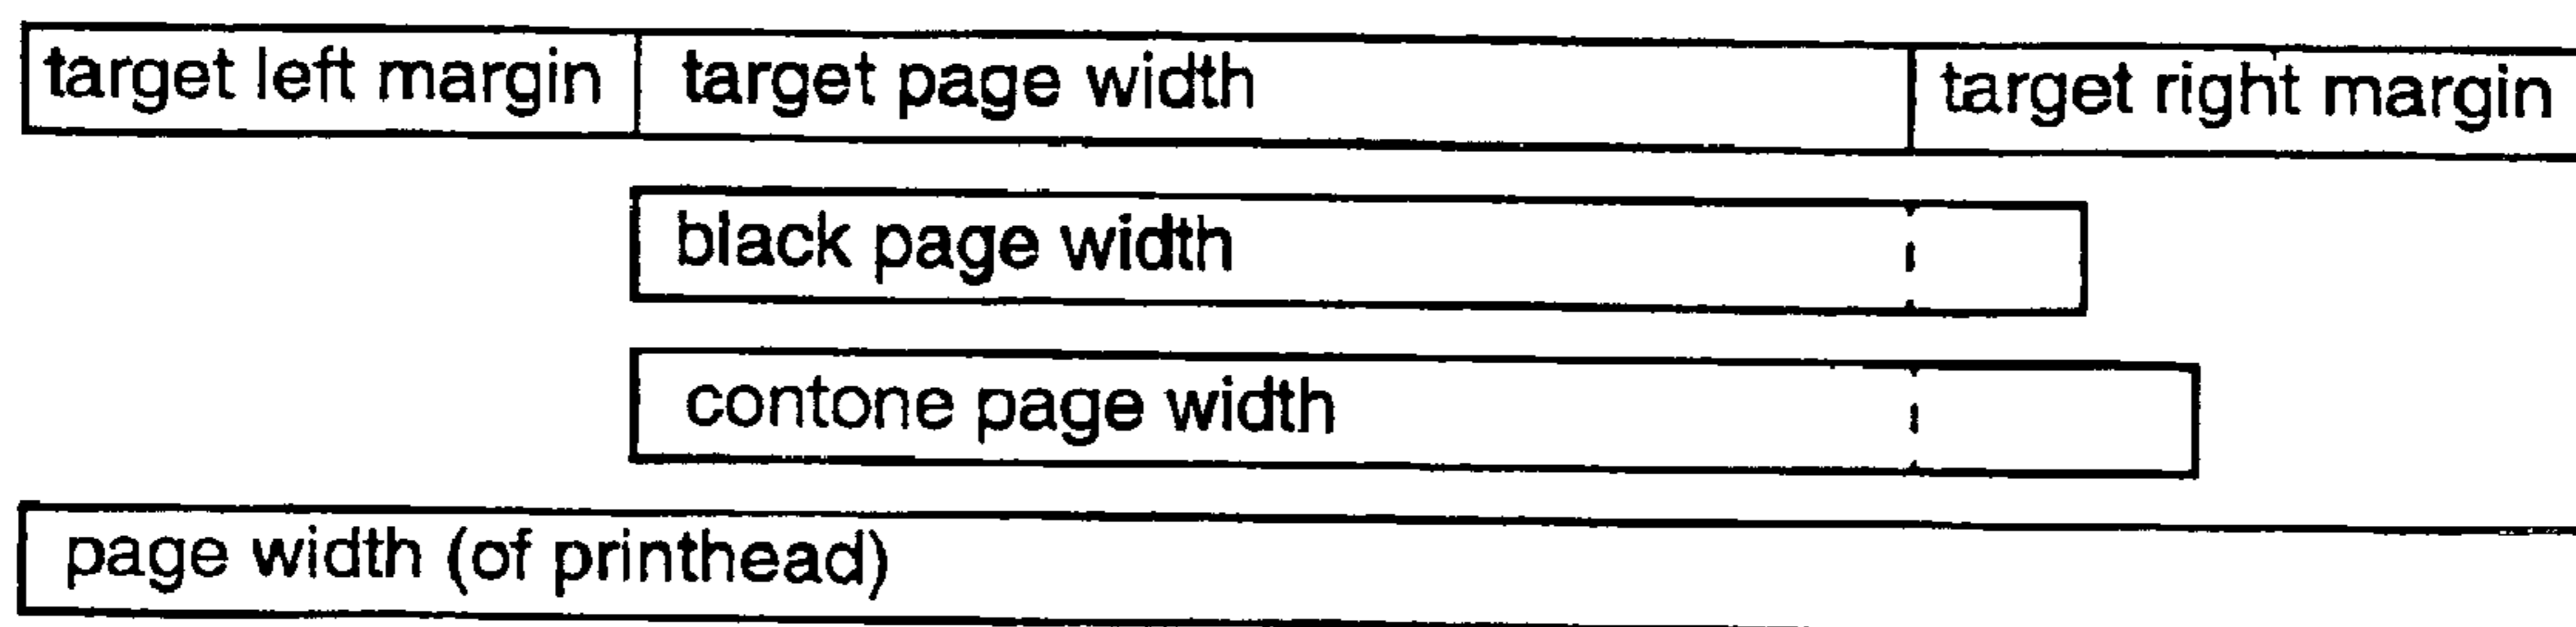 target left margin target page width target right margin
black page width
contone page width
page width (of printhead)